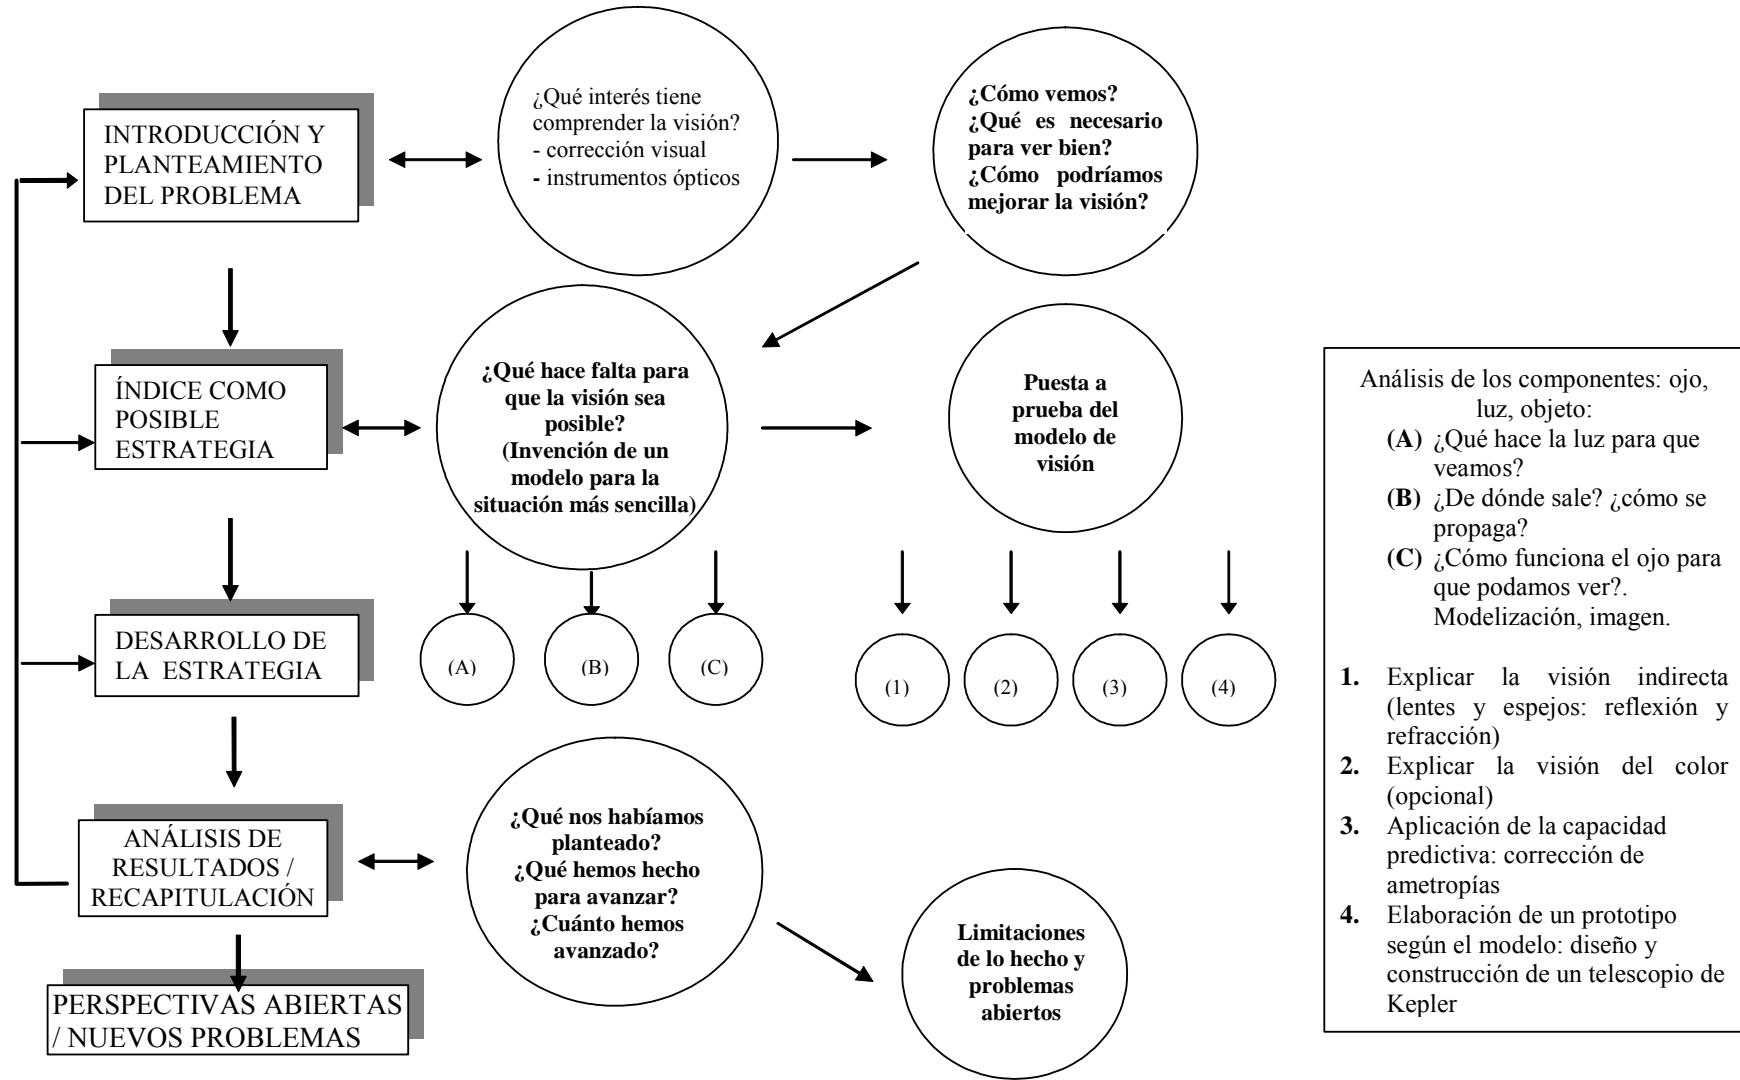 INTRODUCCIÓN Y
PLANTEAMIENTO
DEL PROBLEMA
¿Qué interés tiene
comprender la visión?
- corrección visual
- instrumentos ópticos
¿Cómo vemos?
¿Qué es necesario
para ver bien?
¿Cómo podríamos
mejorar la visión?
ÍNDICE COMO
POSIBLE
ESTRATEGIA
¿Qué hace falta para
que la visión sea
posible?
(Invención de un
modelo para la
situación más sencilla)
Puesta a
prueba del
modelo de
visión
DESARROLLO DE
LA ESTRATEGIA
(A)
(B)
(C)
(1)
(2)
(3)
(4)
ANÁLISIS DE
RESULTADOS /
RECAPITULACIÓN
¿Qué nos habíamos
planteado?
¿Qué hemos hecho
para avanzar?
¿Cuánto hemos
avanzado?
Limitaciones
de lo hecho y
problemas
abiertos
PERSPECTIVAS ABIERTAS
/ NUEVOS PROBLEMAS
Análisis de los componentes: ojo,
luz, objeto:
(A) ¿Qué hace la luz para que
veamos?
(B) ¿De dónde sale? ¿cómo se
propaga?
(C) ¿Cómo funciona el ojo para
que podamos ver?.
Modelización, imagen.
1. Explicar la visión indirecta
(lentes y espejos: reflexión y
refracción)
2. Explicar la visión del color
(opcional)
3. Aplicación de la capacidad
predictiva: corrección de
ametropías
4. Elaboración de un prototipo
según el modelo: diseño y
construcción de un telescopio de
Kepler